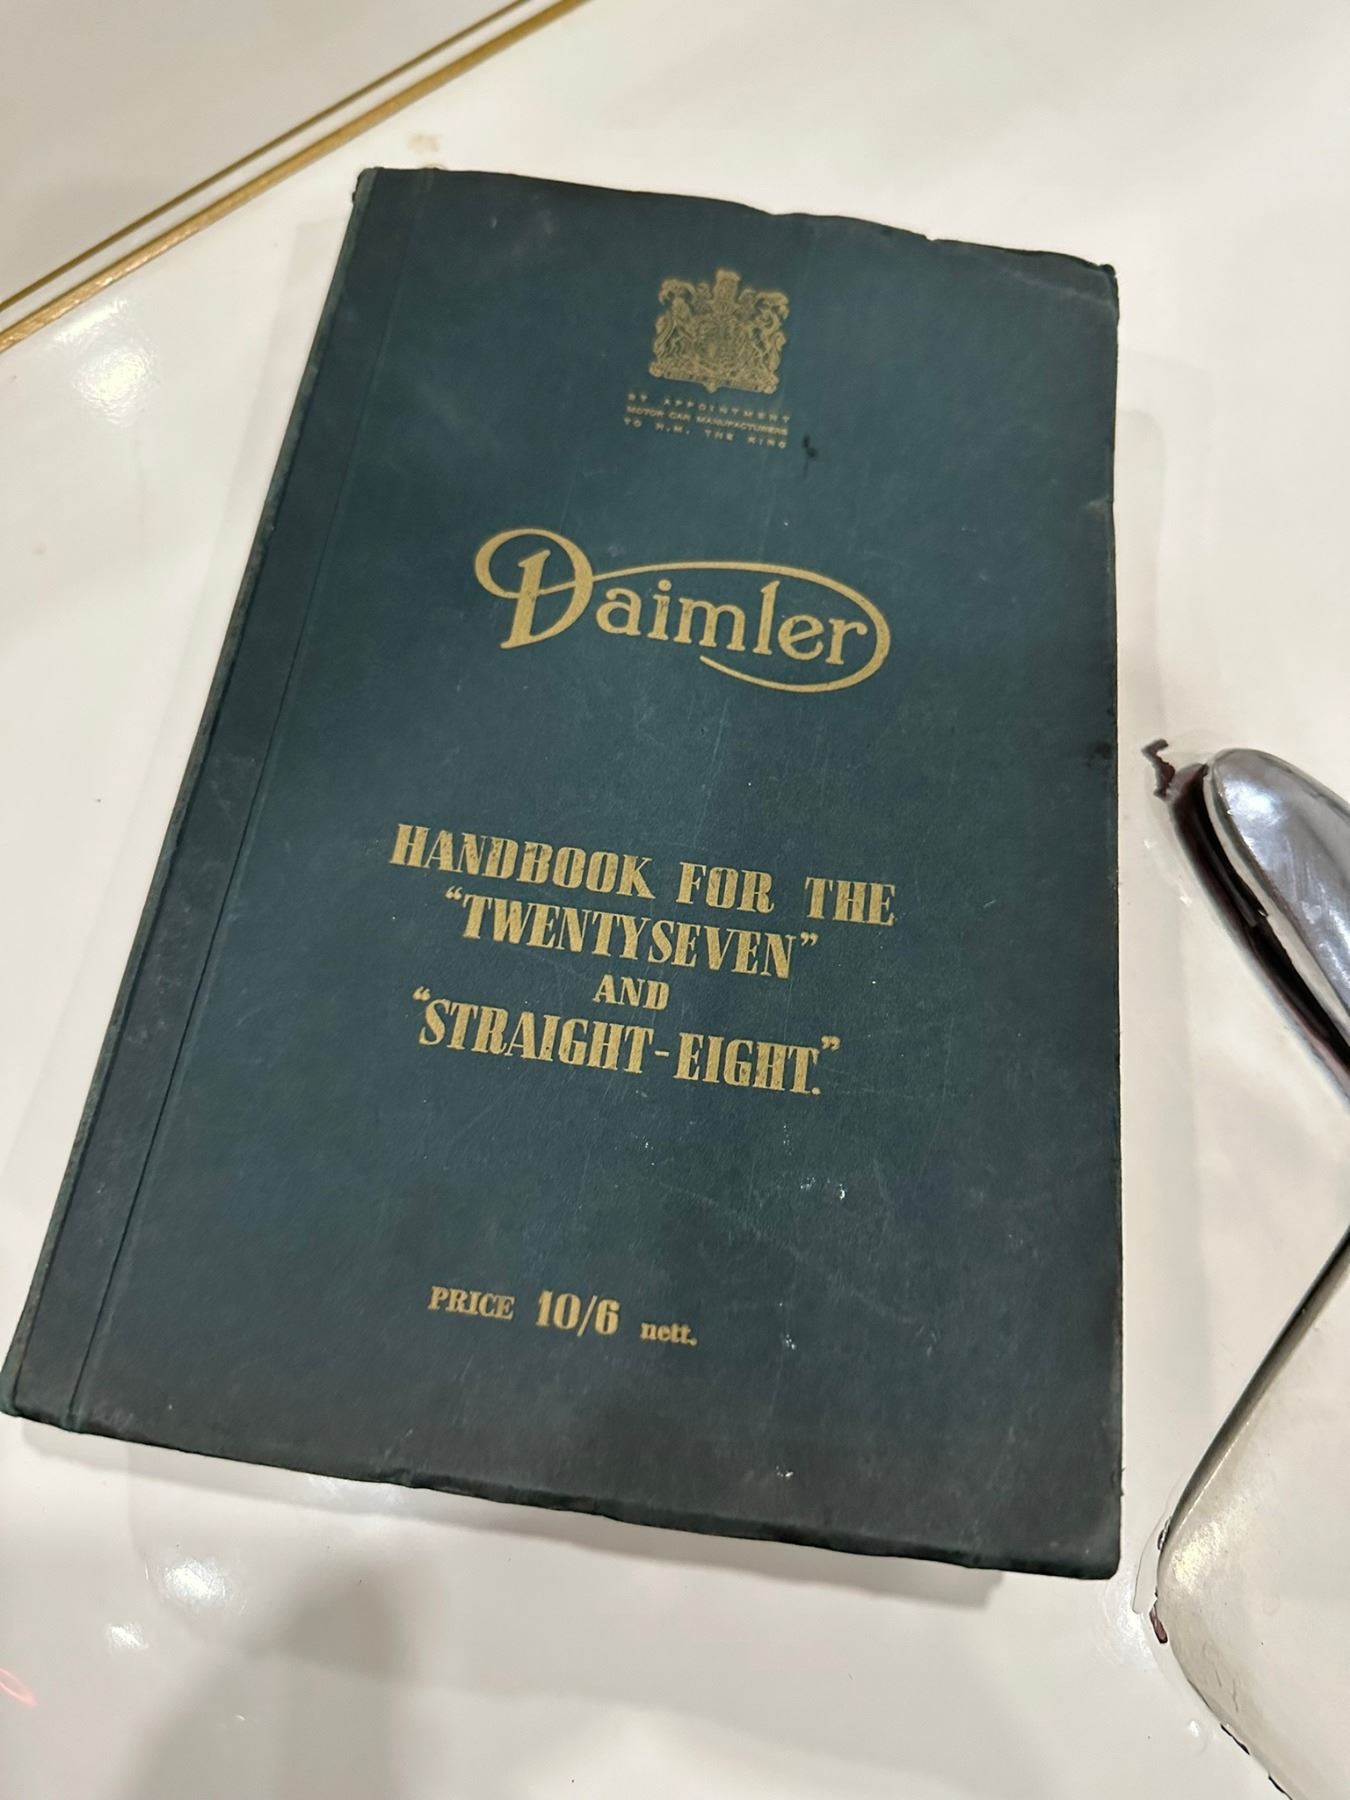 BY APPOINTMENT
MOTOR CAR MANUFACTURERS
TO H.M. THE KING
Daimler
HANDBOOK FOR THE
“TWENTYSEVEN”
AND
“STRAIGHT-EIGHT.”
PRICE 10/6 nett.